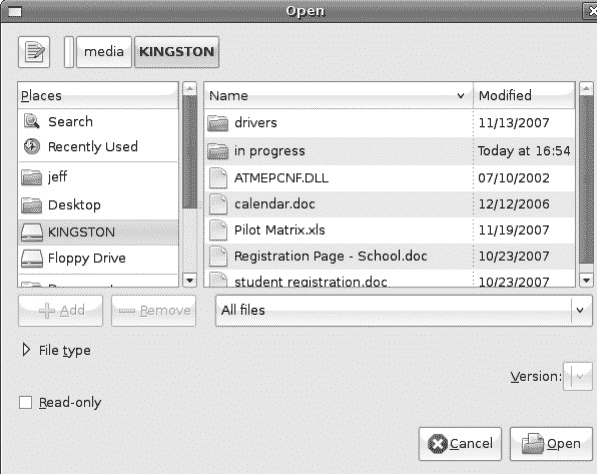 Open
media KINGSTON
Places
Search
Recently Used
jeff
Desktop
KINGSTON
Floppy Drive
Name Modified
drivers 11/13/2007
in progress Today at 16:54
ATMEPCNF.DLL 07/10/2002
calendar.doc 12/12/2006
Pilot Matrix.xls 11/19/2007
Registration Page - School.doc 10/23/2007
student registration.doc 10/23/2007
Add Remove All files
File type
Version:
Read-only
Cancel Open